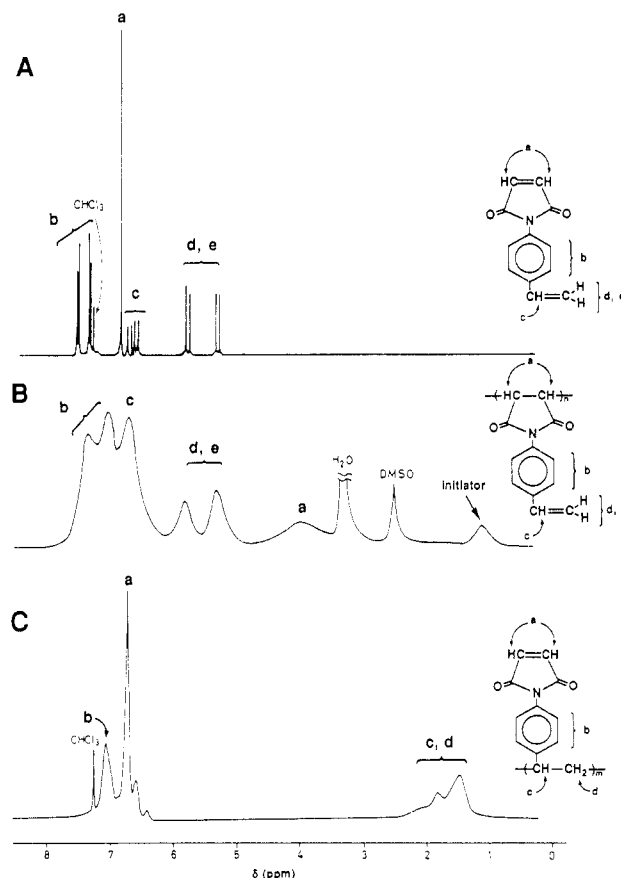 A
a
b
CHCl3
c
d, e
a
HC=CH
O
N
O
b
CH=C
H
H
c
d,
B
b
c
d, e
a
H2O
DMSO
initiator
a
HC—CH
n
O
N
O
b
CH=C
H
H
c
d,
C
a
b
CHCl3
c, d
a
HC=CH
O
N
O
b
CH—CH2
m
c
d
8 7 6 5 4 3 2 1 0
δ (ppm)